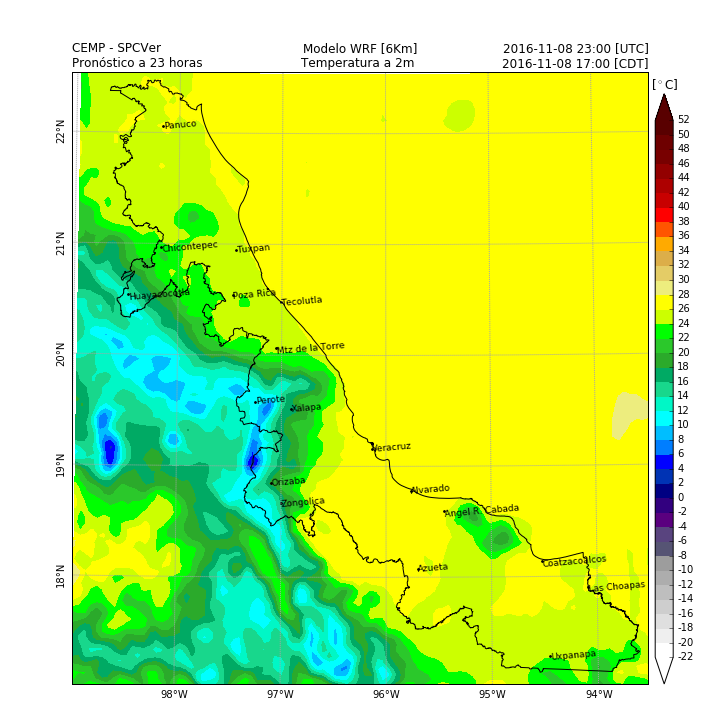 CEMP - SPCVer Modelo WRF [6Km] 2016-11-08 23:00 [UTC]
Pronóstico a 23 horas Temperatura a 2m 2016-11-08 17:00 [CDT]
[°C]
52
50
48
46
44
42
40
38
36
34
32
30
28
26
24
22
20
18
16
14
12
10
8
6
4
2
0
-2
-4
-6
-8
-10
-12
-14
-16
-18
-20
-22
22°N
21°N
20°N
19°N
18°N
Panuco
Chicontepec
Tuxpan
Huayacocotla
Poza Rica
Tecolutla
Mtz de la Torre
Perote
Xalapa
Veracruz
Orizaba
Alvarado
Zongolica
Angel R. Cabada
Azueta
Coatzacoalcos
Las Choapas
Uxpanapa
98°W 97°W 96°W 95°W 94°W